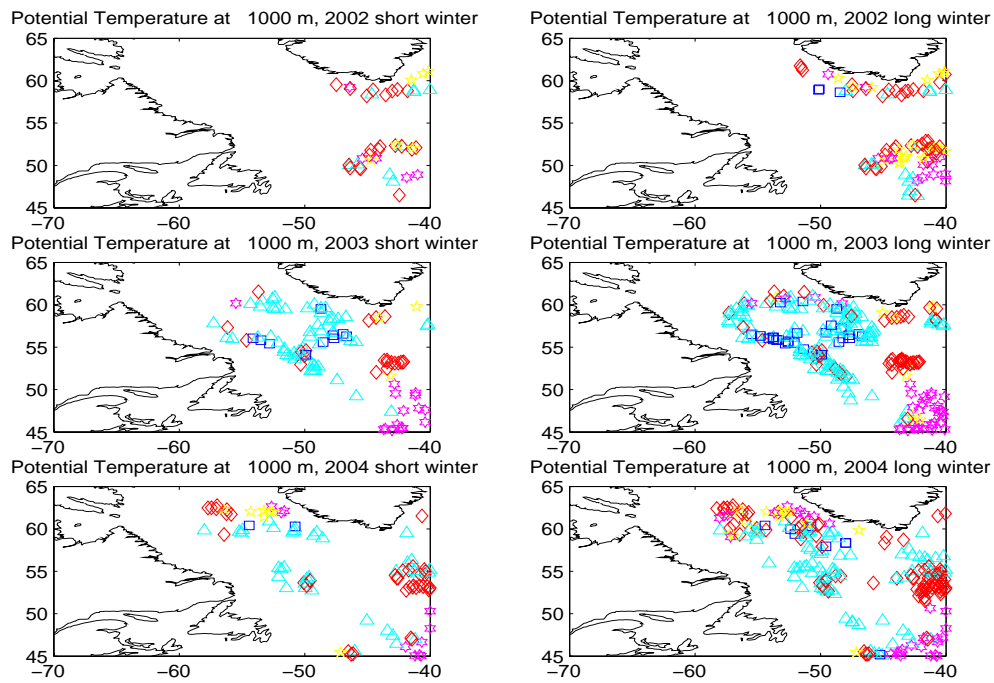 Potential Temperature at 1000 m, 2002 short winter
65
60
55
50
45
−70 −60 −50 −40
Potential Temperature at 1000 m, 2002 long winter
65
60
55
50
45
−70 −60 −50 −40
Potential Temperature at 1000 m, 2003 short winter
65
60
55
50
45
−70 −60 −50 −40
Potential Temperature at 1000 m, 2003 long winter
65
60
55
50
45
−70 −60 −50 −40
Potential Temperature at 1000 m, 2004 short winter
65
60
55
50
45
−70 −60 −50 −40
Potential Temperature at 1000 m, 2004 long winter
65
60
55
50
45
−70 −60 −50 −40